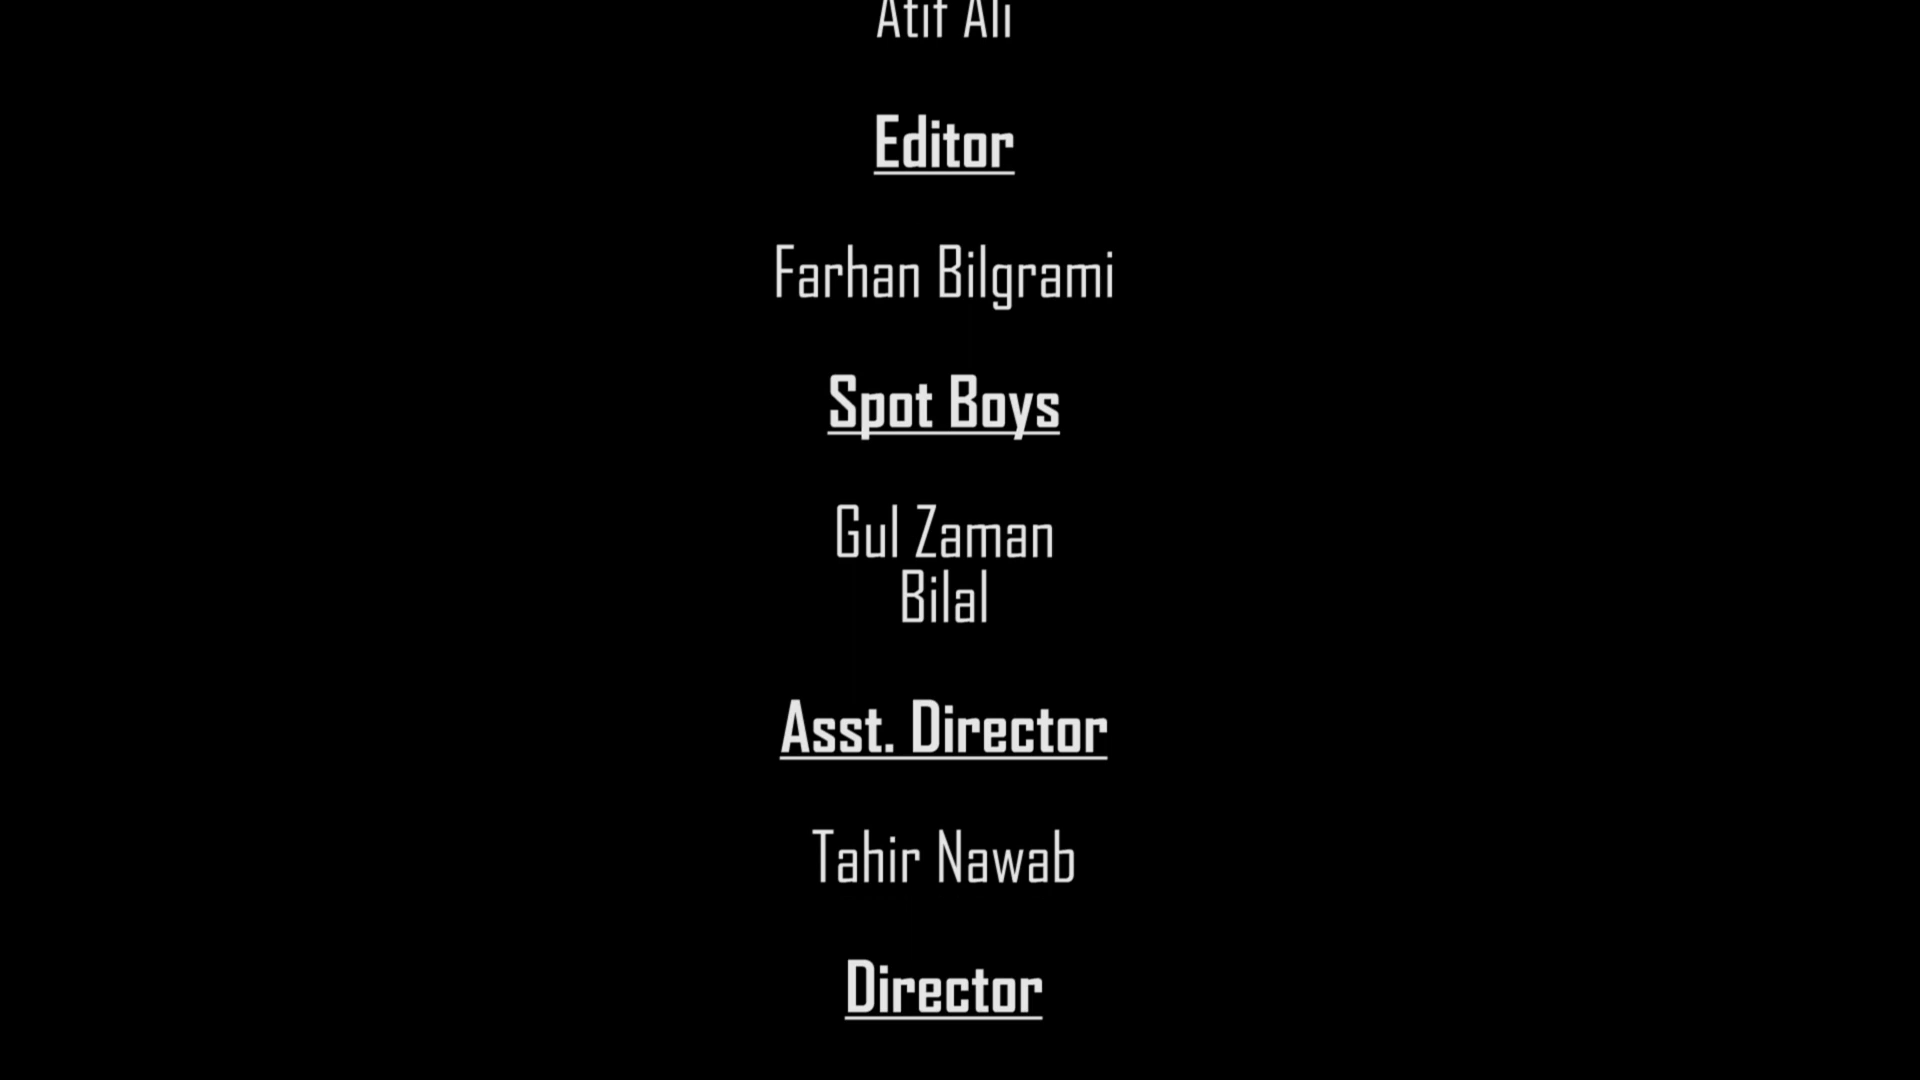 Atif Ali
Editor
Farhan Bilgrami
Spot Boys
Gul Zaman
Bilal
Asst. Director
Tahir Nawab
Director